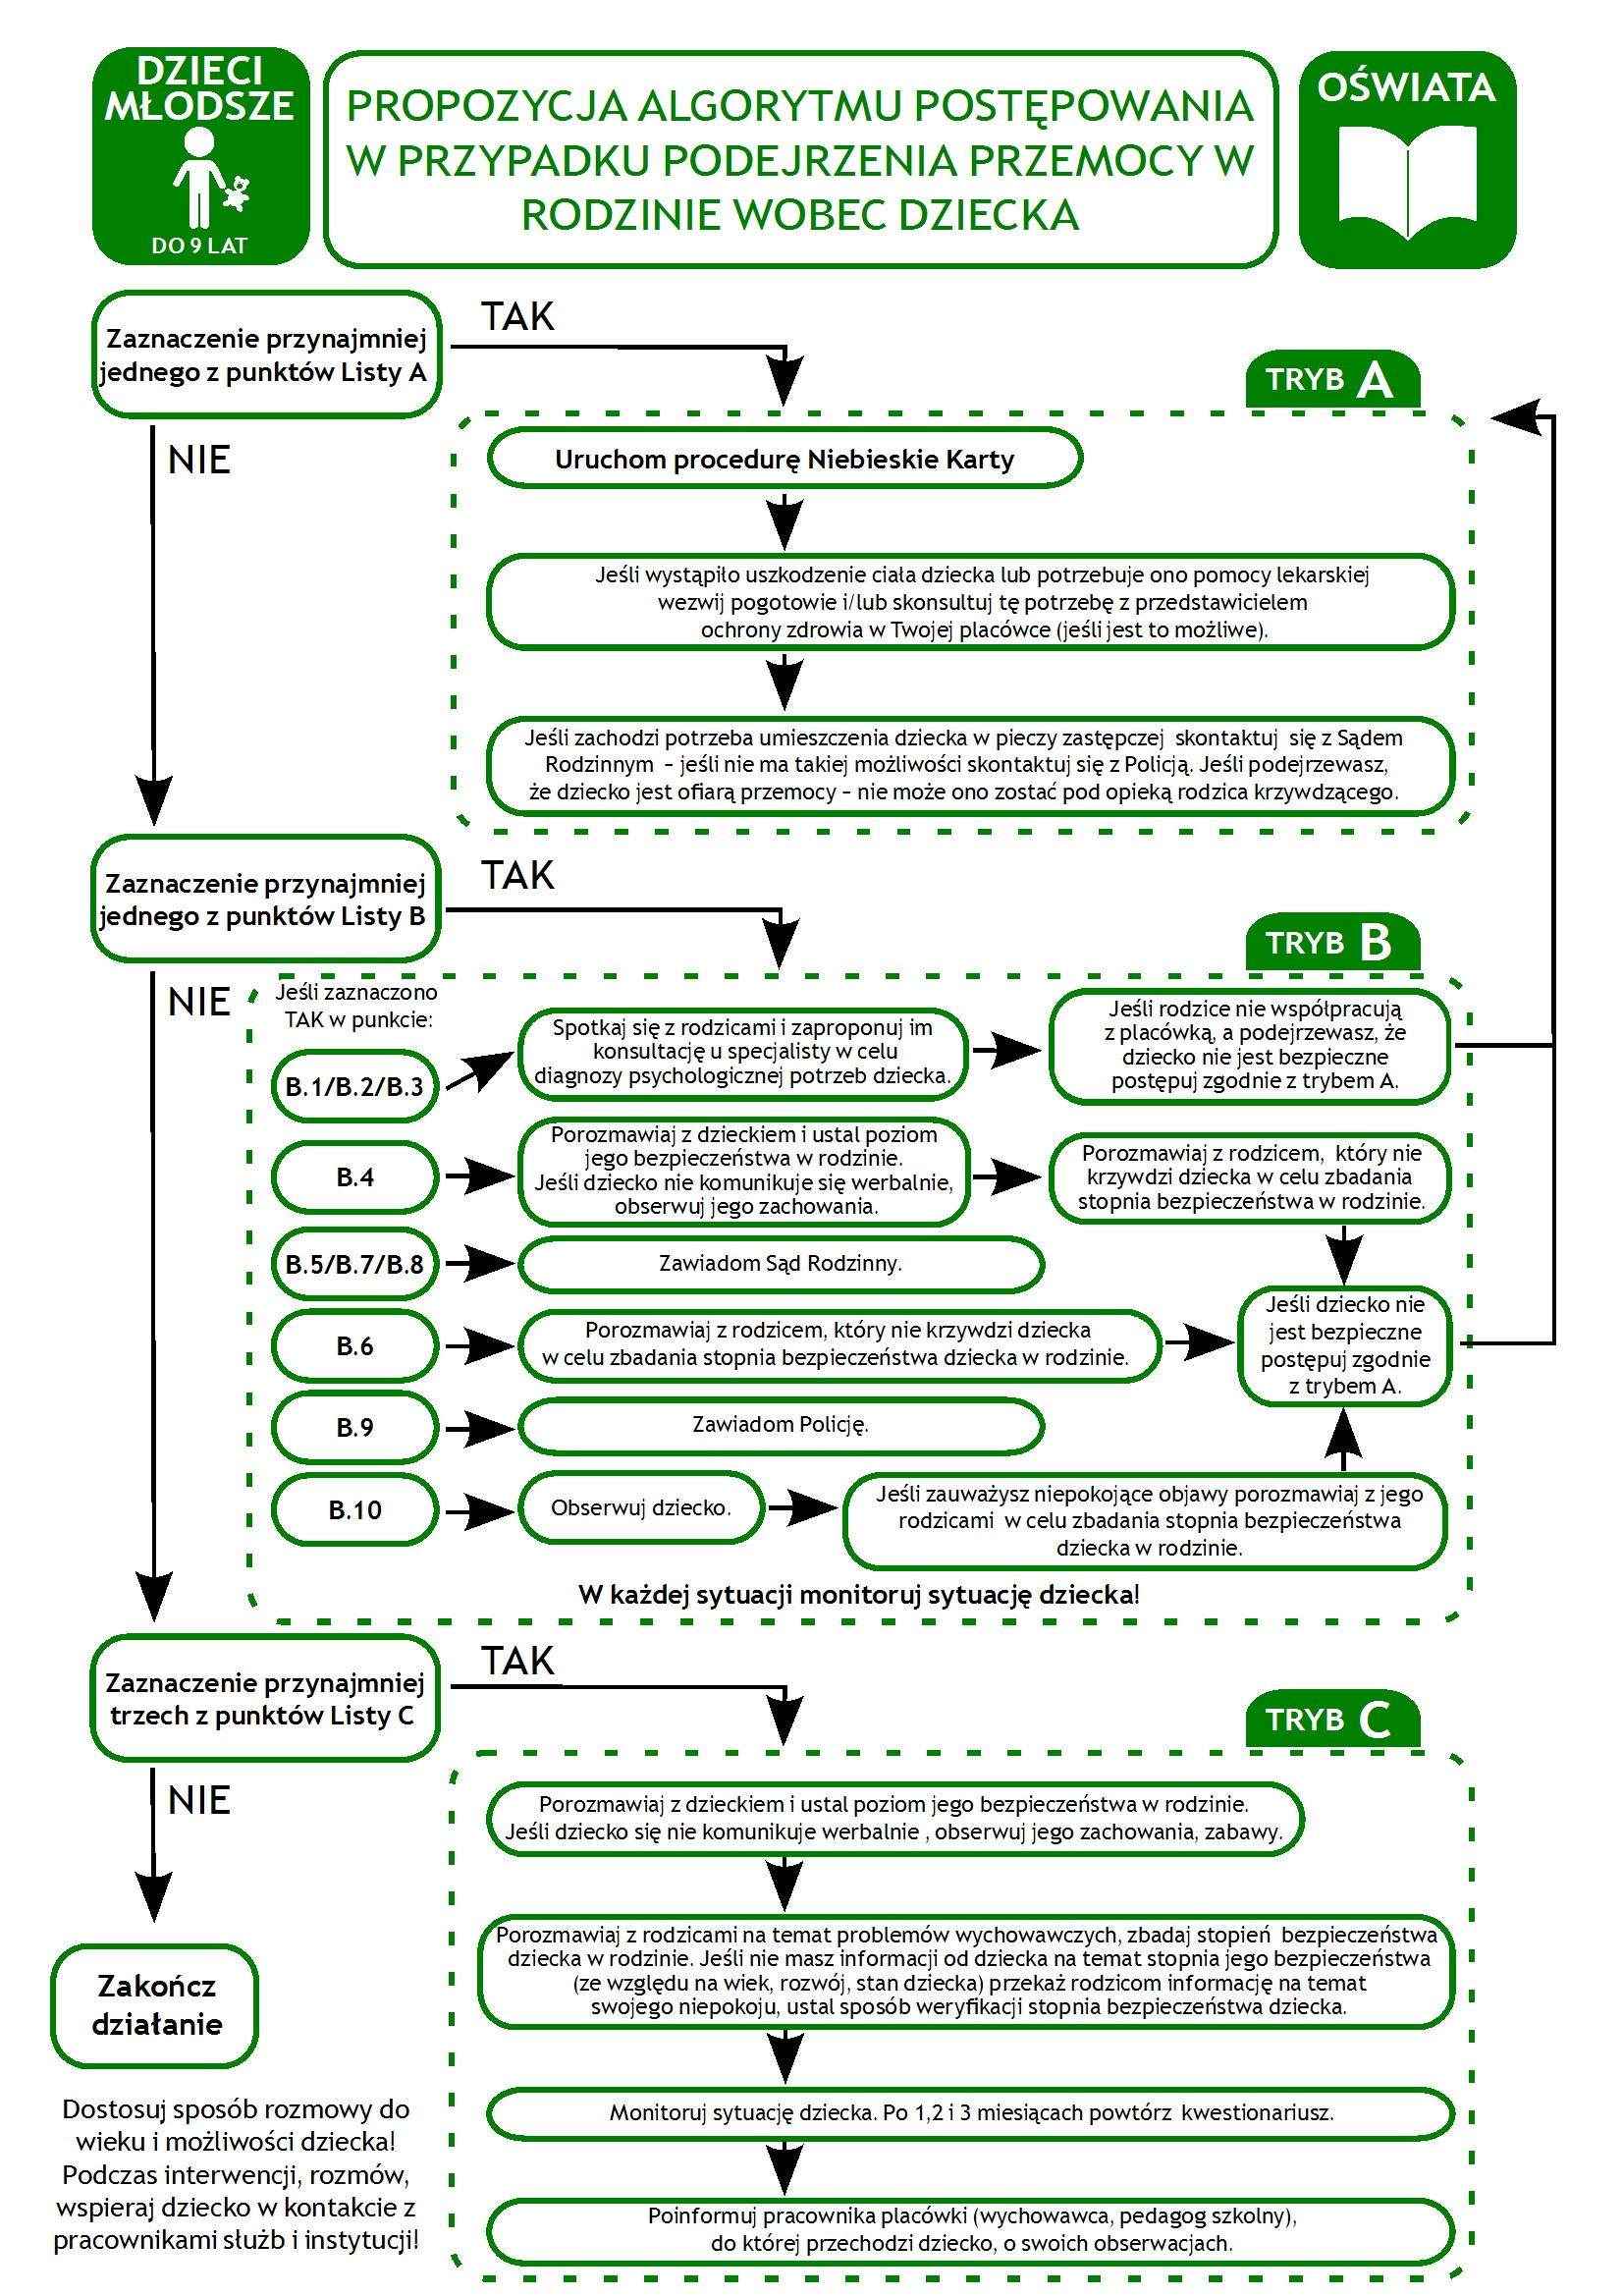 DZIECI
MŁODSZE
DO 9 LAT
PROPOZYCJA ALGORYTMU POSTĘPOWANIA
W PRZYPADKU PODEJRZENIA PRZEMOCY W
RODZINIE WOBEC DZIECKA
OŚWIATA
Zaznaczenie przynajmniej
jednego z punktów Listy A
TAK
NIE
TRYB A
Uruchom procedurę Niebieskie Karty
Jeśli wystąpiło uszkodzenie ciała dziecka lub potrzebuje ono pomocy lekarskiej
wezwij pogotowie i/lub skonsultuj tę potrzebę z przedstawicielem
ochrony zdrowia w Twojej placówce (jeśli jest to możliwe).
Jeśli zachodzi potrzeba umieszczenia dziecka w pieczy zastępczej skontaktuj się z Sądem
Rodzinnym – jeśli nie ma takiej możliwości skontaktuj się z Policją. Jeśli podejrzewasz,
że dziecko jest ofiarą przemocy – nie może ono zostać pod opieką rodzica krzywdzącego.
Zaznaczenie przynajmniej
jednego z punktów Listy B
TAK
NIE
TRYB B
Jeśli zaznaczono
TAK w punkcie:
B.1/B.2/B.3
Spotkaj się z rodzicami i zaproponuj im
konsultację u specjalisty w celu
diagnozy psychologicznej potrzeb dziecka.
Jeśli rodzice nie współpracują
z placówką, a podejrzewasz, że
dziecko nie jest bezpieczne
postępuj zgodnie z trybem A.
B.4
Porozmawiaj z dzieckiem i ustal poziom
jego bezpieczeństwa w rodzinie.
Jeśli dziecko nie komunikuje się werbalnie,
obserwuj jego zachowania.
Porozmawiaj z rodzicem, który nie
krzywdzi dziecka w celu zbadania
stopnia bezpieczeństwa w rodzinie.
B.5/B.7/B.8
Zawiadom Sąd Rodzinny.
B.6
Porozmawiaj z rodzicem, który nie krzywdzi dziecka
w celu zbadania stopnia bezpieczeństwa dziecka w rodzinie.
Jeśli dziecko nie
jest bezpieczne
postępuj zgodnie
z trybem A.
B.9
Zawiadom Policję.
B.10
Obserwuj dziecko.
Jeśli zauważysz niepokojące objawy porozmawiaj z jego
rodzicami w celu zbadania stopnia bezpieczeństwa
dziecka w rodzinie.
W każdej sytuacji monitoruj sytuację dziecka!
Zaznaczenie przynajmniej
trzech z punktów Listy C
TAK
NIE
TRYB C
Porozmawiaj z dzieckiem i ustal poziom jego bezpieczeństwa w rodzinie.
Jeśli dziecko się nie komunikuje werbalnie , obserwuj jego zachowania, zabawy.
Porozmawiaj z rodzicami na temat problemów wychowawczych, zbadaj stopień bezpieczeństwa
dziecka w rodzinie. Jeśli nie masz informacji od dziecka na temat stopnia jego bezpieczeństwa
(ze względu na wiek, rozwój, stan dziecka) przekaż rodzicom informację na temat
swojego niepokoju, ustal sposób weryfikacji stopnia bezpieczeństwa dziecka.
Monitoruj sytuację dziecka. Po 1,2 i 3 miesiącach powtórz kwestionariusz.
Poinformuj pracownika placówki (wychowawca, pedagog szkolny),
do której przechodzi dziecko, o swoich obserwacjach.
Zakończ
działanie
Dostosuj sposób rozmowy do
wieku i możliwości dziecka!
Podczas interwencji, rozmów,
wspieraj dziecko w kontakcie z
pracownikami służb i instytucji!